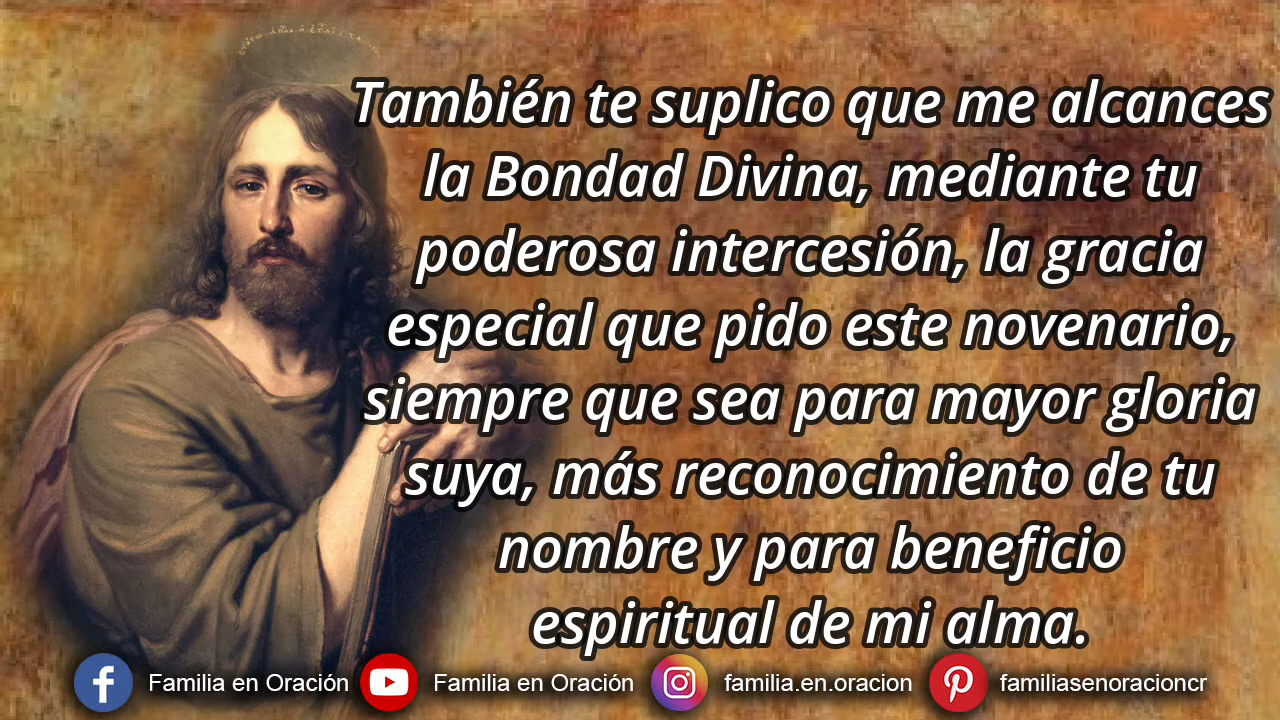 También te suplico que me alcances
la Bondad Divina, mediante tu
poderosa intercesión, la gracia
especial que pido este novenario,
siempre que sea para mayor gloria
suya, más reconocimiento de tu
nombre y para beneficio
espiritual de mi alma.
Familia en Oración
Familia en Oración
familia.en.oracion
familiasenoracioncr